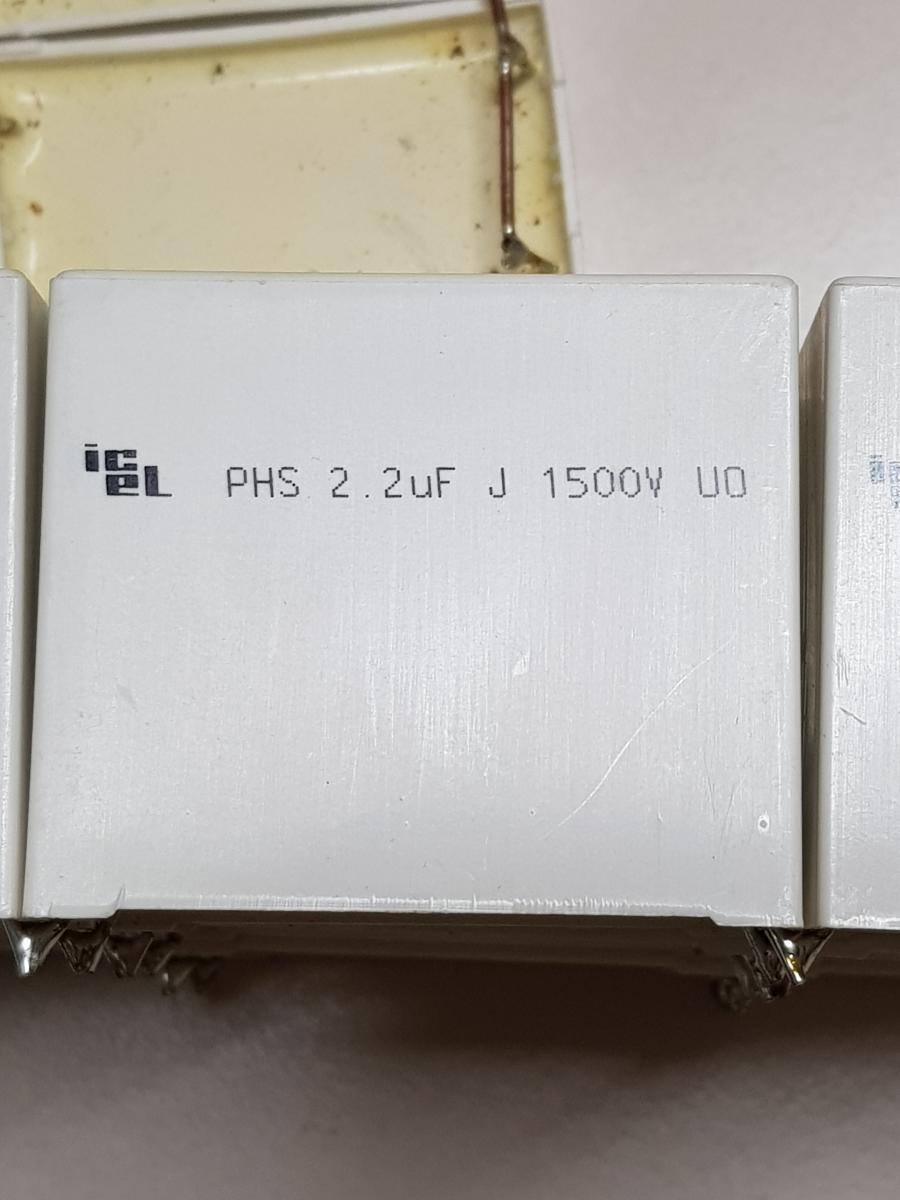 icel PHS 2.2uF J 1500V UO